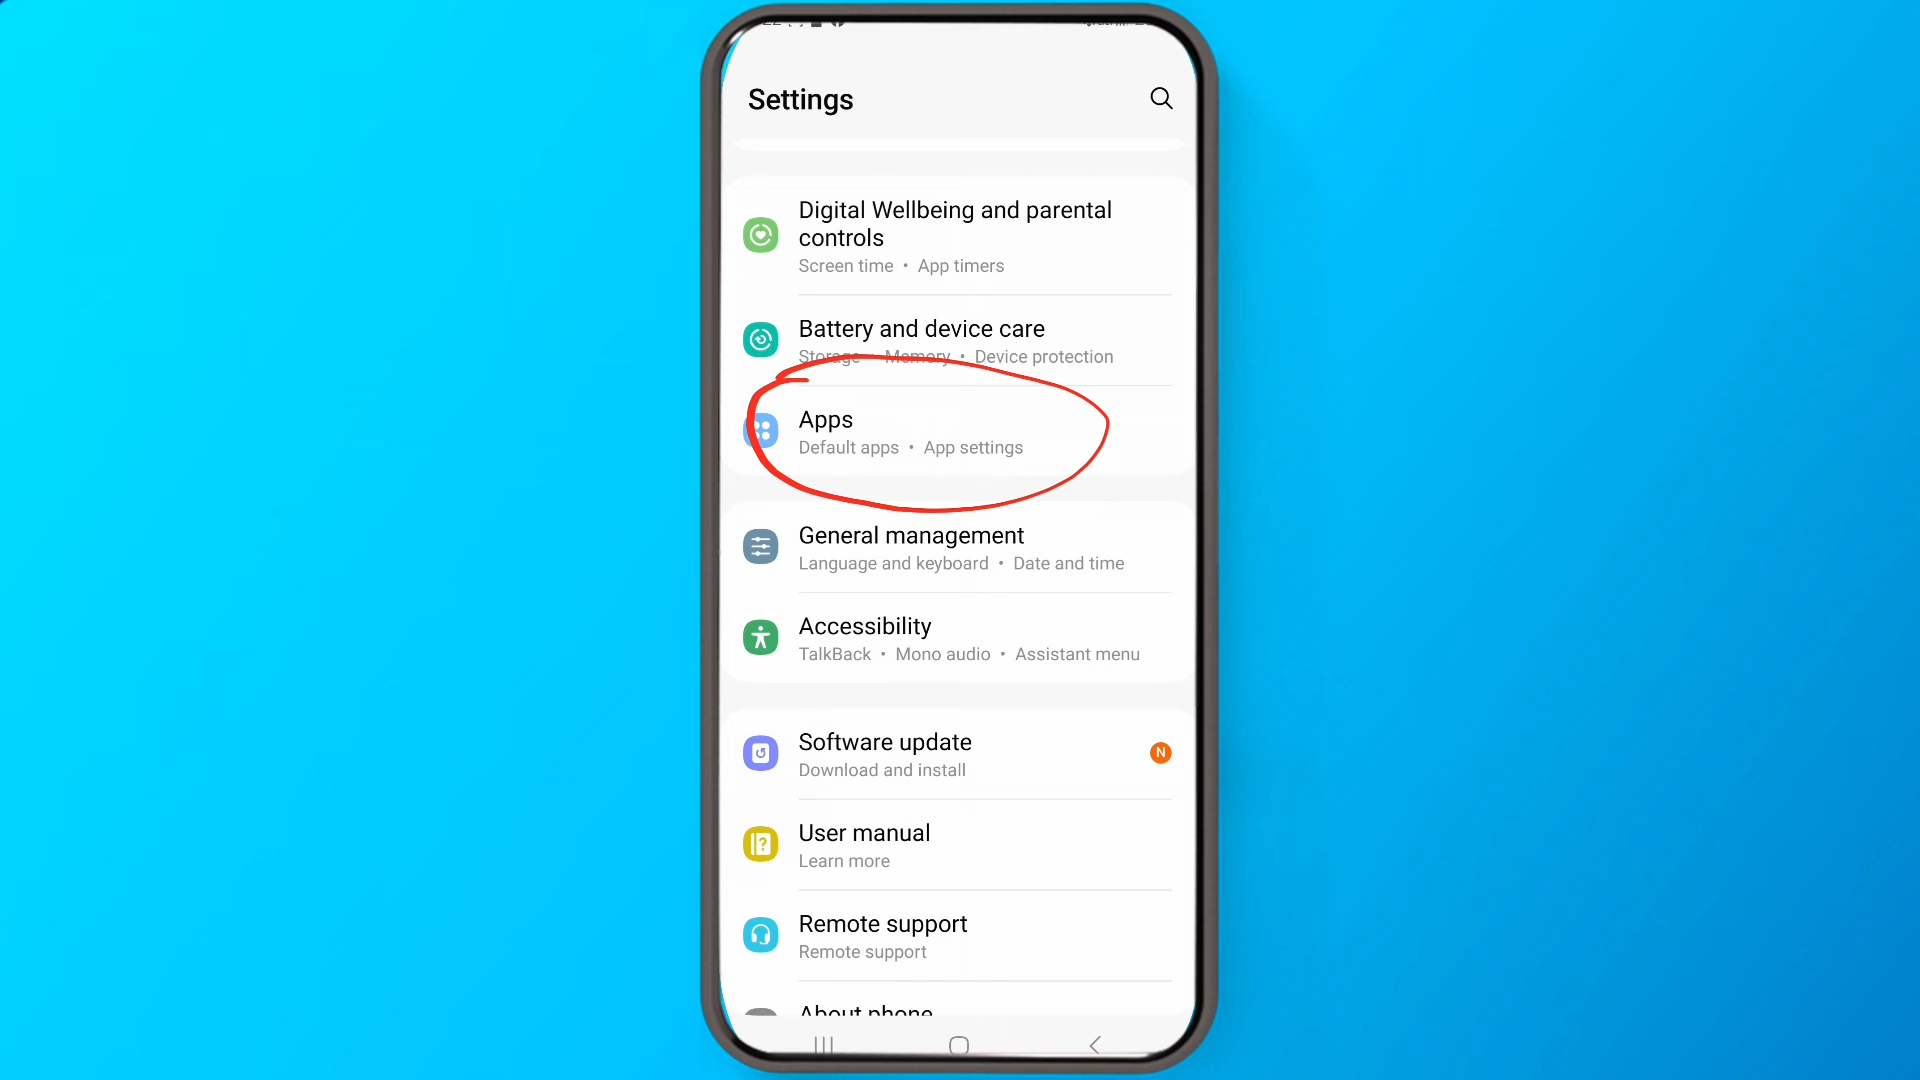 Settings
Digital Wellbeing and parental
controls
Screen time • App timers
Battery and device care
Storage • Memory • Device protection
Apps
Default apps • App settings
General management
Language and keyboard • Date and time
Accessibility
TalkBack • Mono audio • Assistant menu
Software update
N
Download and install
User manual
Learn more
Remote support
Remote support
About phone